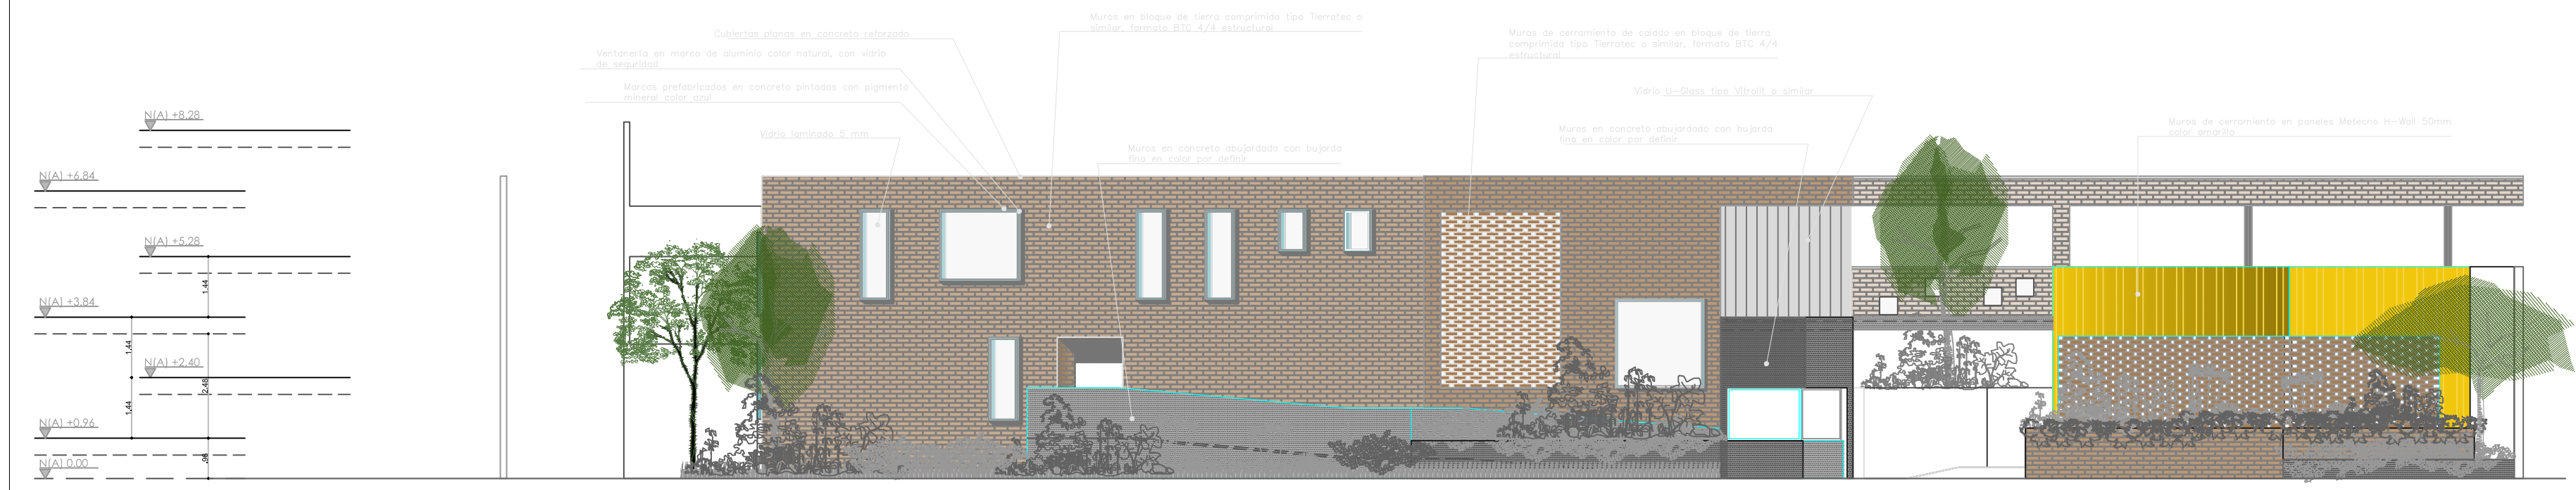 Muros en bloque de tierra comprimida tipo Tierratec o
similar, formato BTC 4/4 estructural
Cubiertas planas en concreto reforzado
Muros de cerramiento de calado en bloque de tierra
comprimida tipo Tierratec o similar, formato BTC 4/4
estructural
Ventanería en marco de aluminio color natural, con vidrio
de seguridad
Marcos prefabricados en concreto pintados con pigmento
mineral color azul
Vidrio U-Glass tipo Vitrolit o similar
Vidrio laminado 5 mm
Muros en concreto abujardado con bujarda
fina en color por definir
Muros en concreto abujardado con bujarda
fina en color por definir
Muros de cerramiento en paneles Metecno H-Wall 50mm
color amarillo
N(A) +8.28
N(A) +6.84
N(A) +5.28
1.44
N(A) +3.84
1.44
N(A) +2.40
2.48
1.44
N(A) +0.96
.96
N(A) 0.00